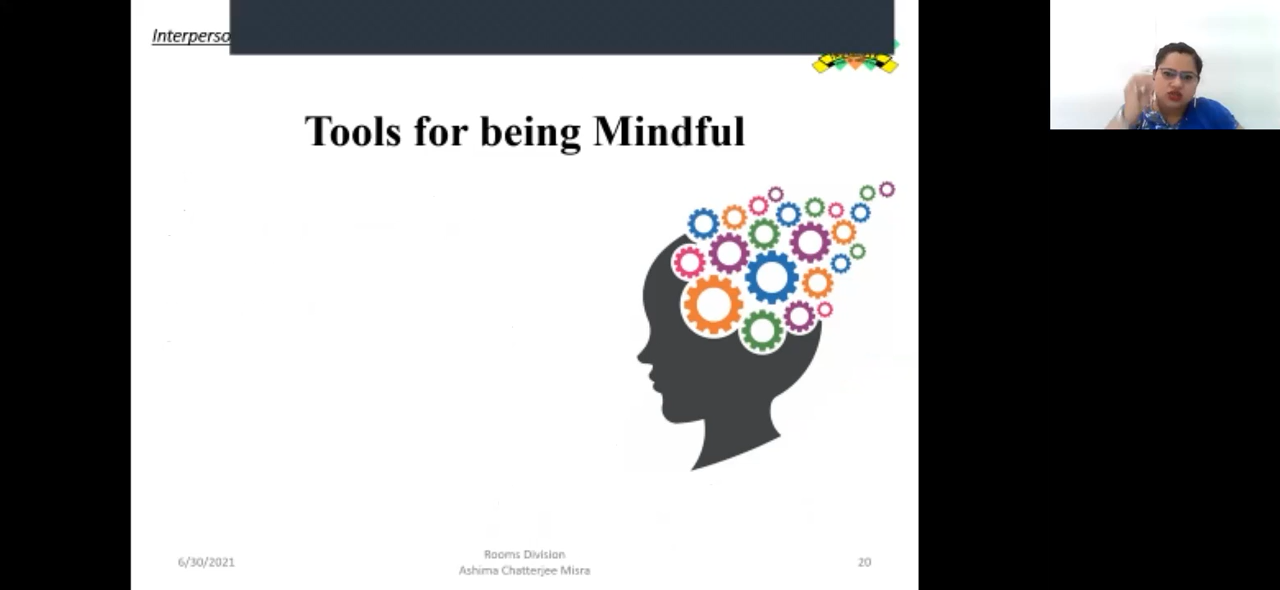 Interperso
Tools for being Mindful
6/30/2021
Rooms Division
Ashima Chatterjee Misra
20